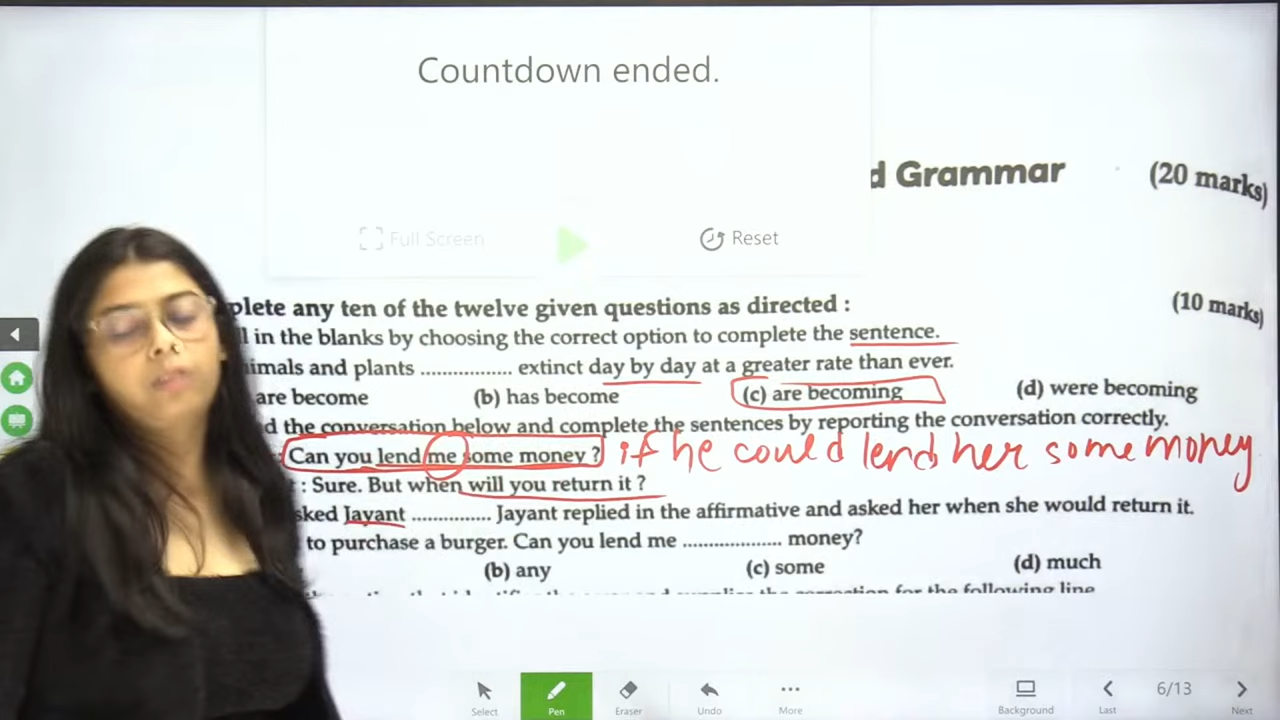 Countdown ended.
d Grammar (20 marks)
Full Screen Reset
plete any ten of the twelve given questions as directed : (10 marks)
l in the blanks by choosing the correct option to complete the sentence.
imals and plants .................. extinct day by day at a greater rate than ever.
are become (b) has become (c) are becoming (d) were becoming
d the conversation below and complete the sentences by reporting the conversation correctly.
Can you lend me some money ? if he could lend her some money
: Sure. But when will you return it ?
sked Jayant ............... Jayant replied in the affirmative and asked her when she would return it.
to purchase a burger. Can you lend me ................... money?
(b) any (c) some (d) much
the correction for the following line
Select Pen Eraser Undo More Background Last 6/13 Next